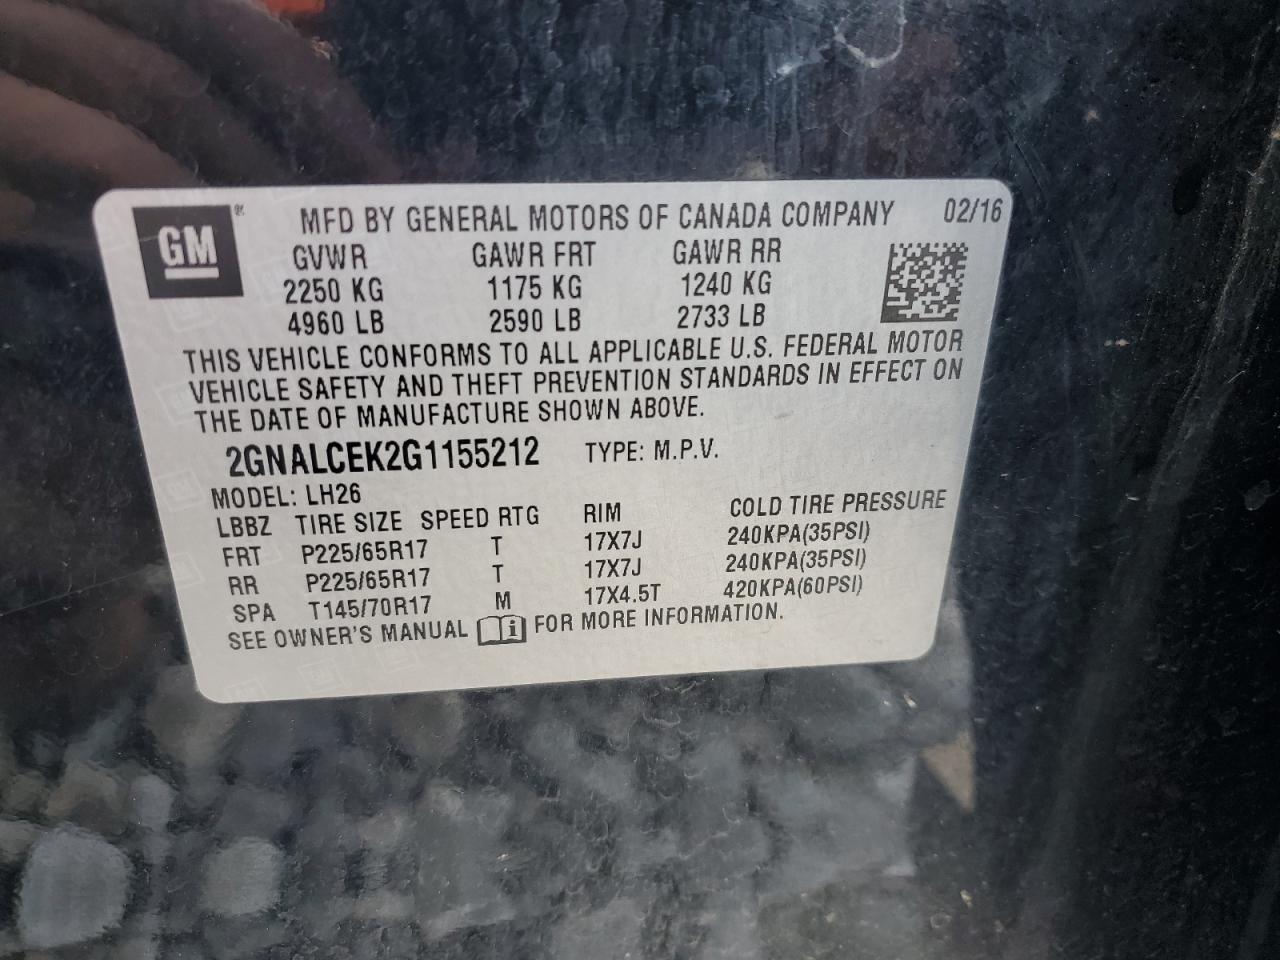 GM ® MFD BY GENERAL MOTORS OF CANADA COMPANY 02/16
GVWR GAWR FRT GAWR RR
2250 KG 1175 KG 1240 KG
4960 LB 2590 LB 2733 LB
THIS VEHICLE CONFORMS TO ALL APPLICABLE U.S. FEDERAL MOTOR
VEHICLE SAFETY AND THEFT PREVENTION STANDARDS IN EFFECT ON
THE DATE OF MANUFACTURE SHOWN ABOVE.
2GNALCEK2G1155212 TYPE: M.P.V.
MODEL: LH26
LBBZ TIRE SIZE SPEED RTG RIM COLD TIRE PRESSURE
FRT P225/65R17 T 17X7J 240KPA(35PSI)
RR P225/65R17 T 17X7J 240KPA(35PSI)
SPA T145/70R17 M 17X4.5T 420KPA(60PSI)
SEE OWNER'S MANUAL i FOR MORE INFORMATION.